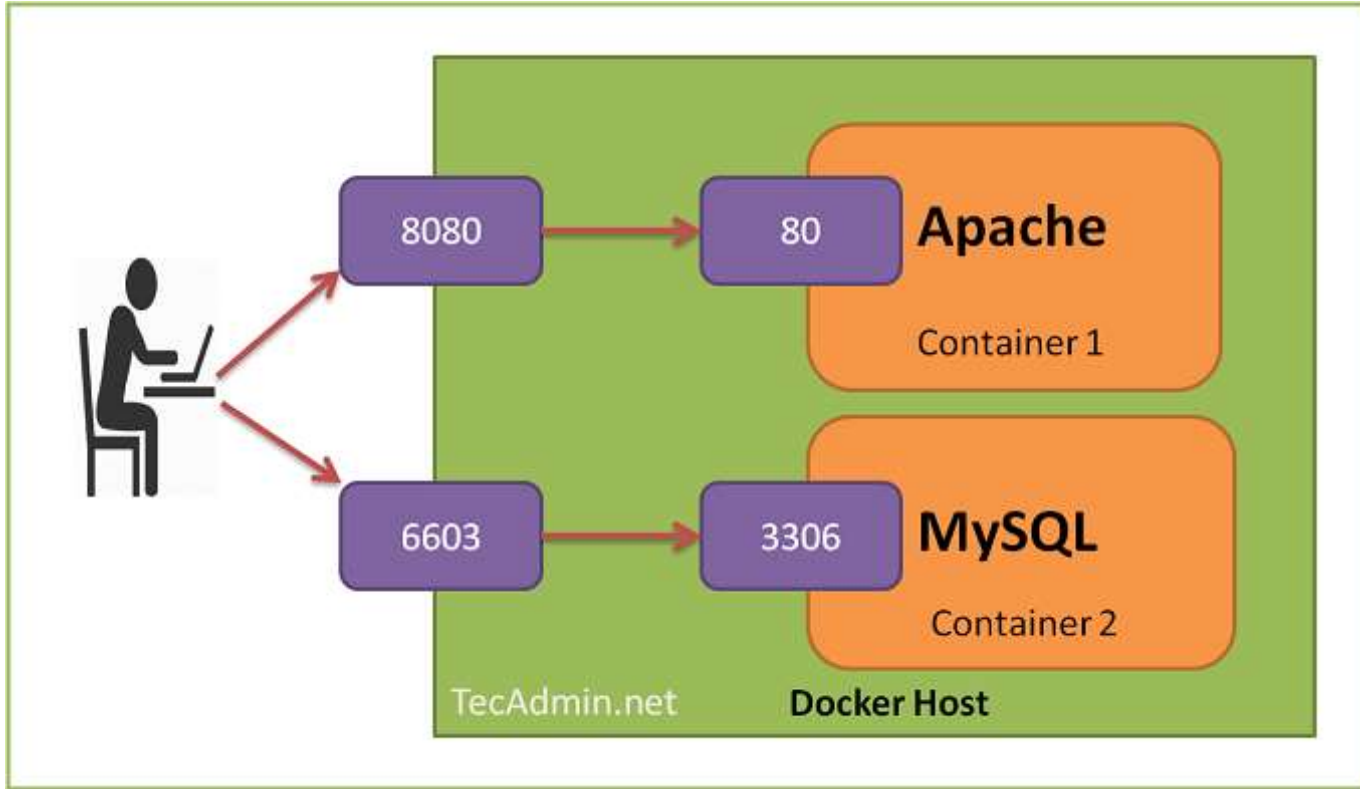 8080
80
Apache
Container 1
6603
3306
MySQL
Container 2
TecAdmin.net
Docker Host